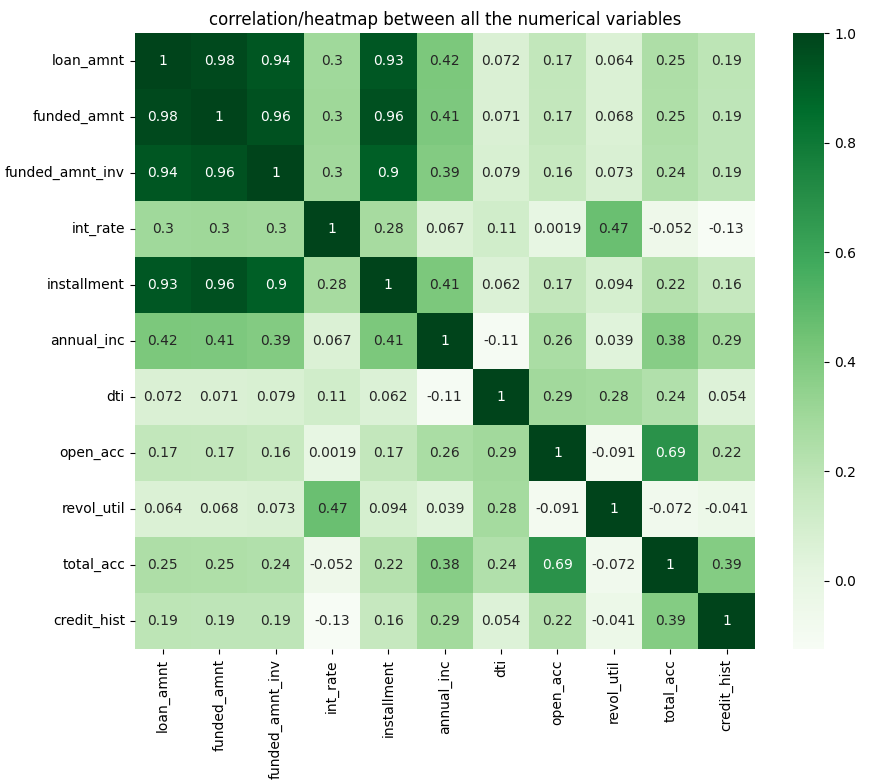 correlation/heatmap between all the numerical variables
loan_amnt 1 0.98 0.94 0.3 0.93 0.42 0.072 0.17 0.064 0.25 0.19
funded_amnt 0.98 1 0.96 0.3 0.96 0.41 0.071 0.17 0.068 0.25 0.19
funded_amnt_inv 0.94 0.96 1 0.3 0.9 0.39 0.079 0.16 0.073 0.24 0.19
int_rate 0.3 0.3 0.3 1 0.28 0.067 0.11 0.0019 0.47 -0.052 -0.13
installment 0.93 0.96 0.9 0.28 1 0.41 0.062 0.17 0.094 0.22 0.16
annual_inc 0.42 0.41 0.39 0.067 0.41 1 -0.11 0.26 0.039 0.38 0.29
dti 0.072 0.071 0.079 0.11 0.062 -0.11 1 0.29 0.28 0.24 0.054
open_acc 0.17 0.17 0.16 0.0019 0.17 0.26 0.29 1 -0.091 0.69 0.22
revol_util 0.064 0.068 0.073 0.47 0.094 0.039 0.28 -0.091 1 -0.072 -0.041
total_acc 0.25 0.25 0.24 -0.052 0.22 0.38 0.24 0.69 -0.072 1 0.39
credit_hist 0.19 0.19 0.19 -0.13 0.16 0.29 0.054 0.22 -0.041 0.39 1
loan_amnt funded_amnt funded_amnt_inv int_rate installment annual_inc dti open_acc revol_util total_acc credit_hist
1.0
0.8
0.6
0.4
0.2
0.0